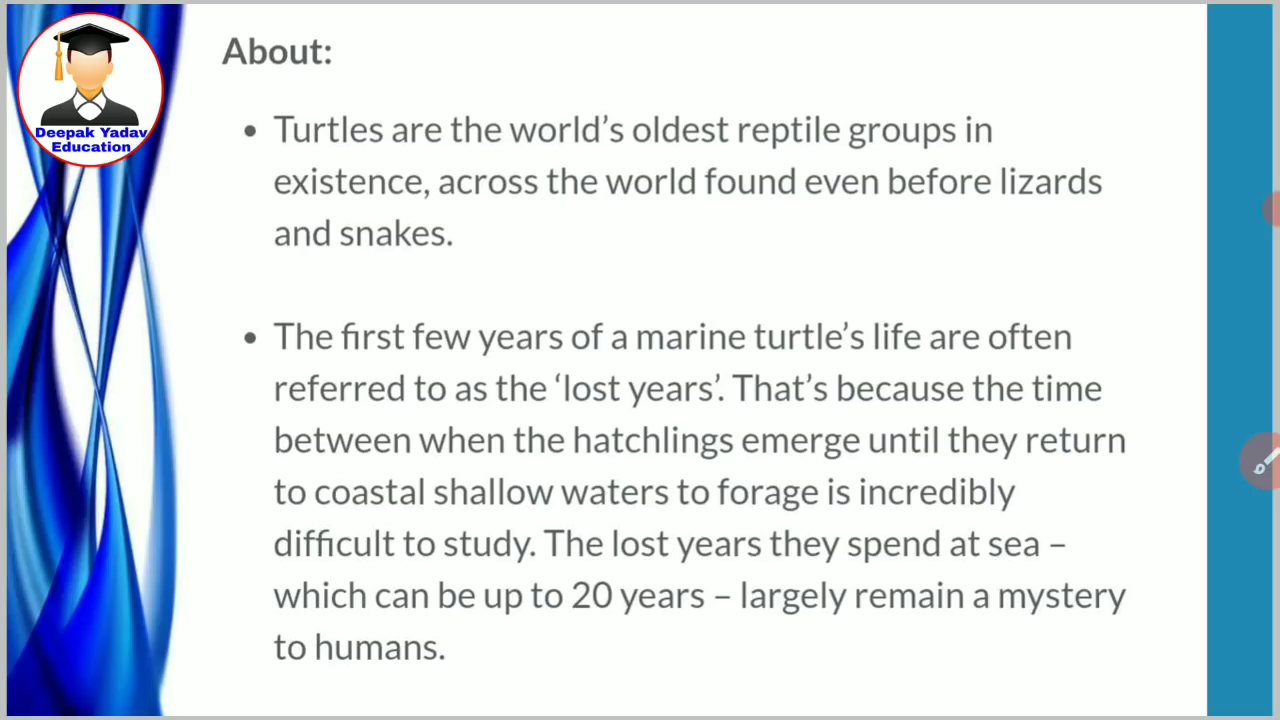 Deepak Yadav
Education
About:
• Turtles are the world’s oldest reptile groups in
existence, across the world found even before lizards
and snakes.
• The first few years of a marine turtle’s life are often
referred to as the ‘lost years’. That’s because the time
between when the hatchlings emerge until they return
to coastal shallow waters to forage is incredibly
difficult to study. The lost years they spend at sea –
which can be up to 20 years – largely remain a mystery
to humans.